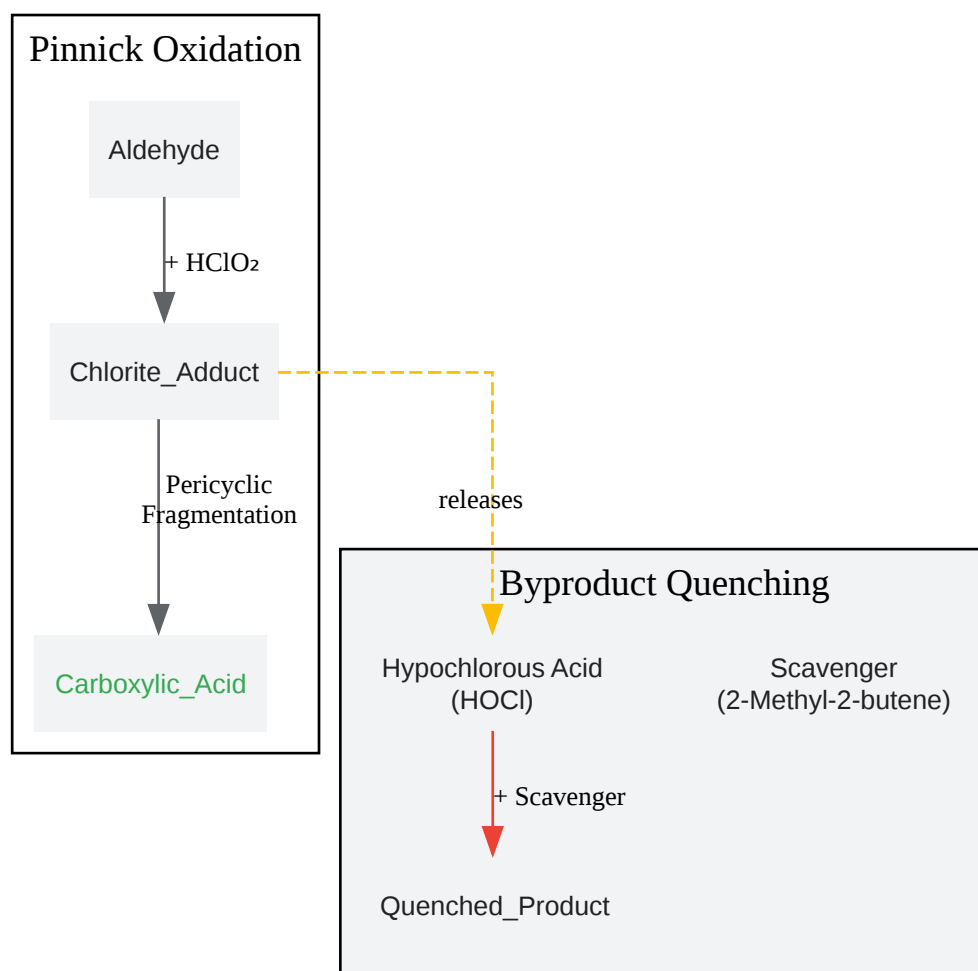 Pinnick Oxidation
Aldehyde
+ HClO₂
Chlorite_Adduct
Pericyclic
Fragmentation
releases
Carboxylic_Acid
Byproduct Quenching
Hypochlorous Acid
(HOCl)
Scavenger
(2-Methyl-2-butene)
+ Scavenger
Quenched_Product